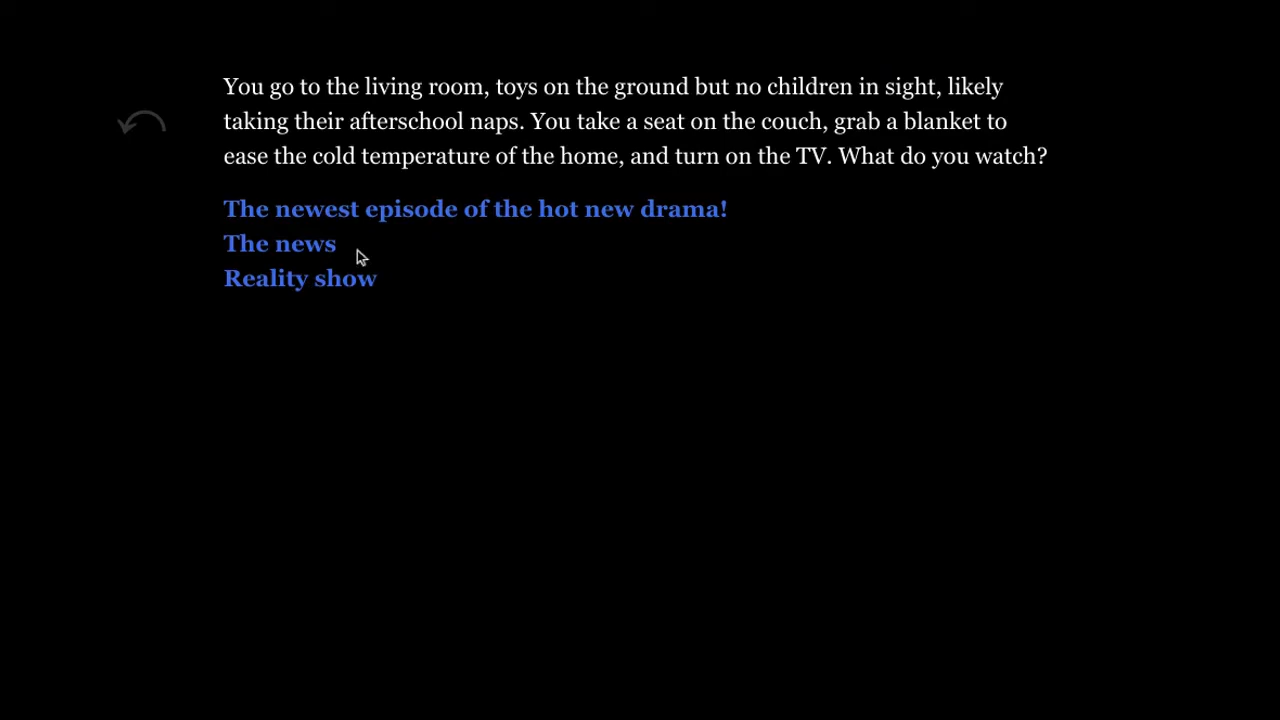 You go to the living room, toys on the ground but no children in sight, likely
taking their afterschool naps. You take a seat on the couch, grab a blanket to
ease the cold temperature of the home, and turn on the TV. What do you watch?
The newest episode of the hot new drama!
The news
Reality show